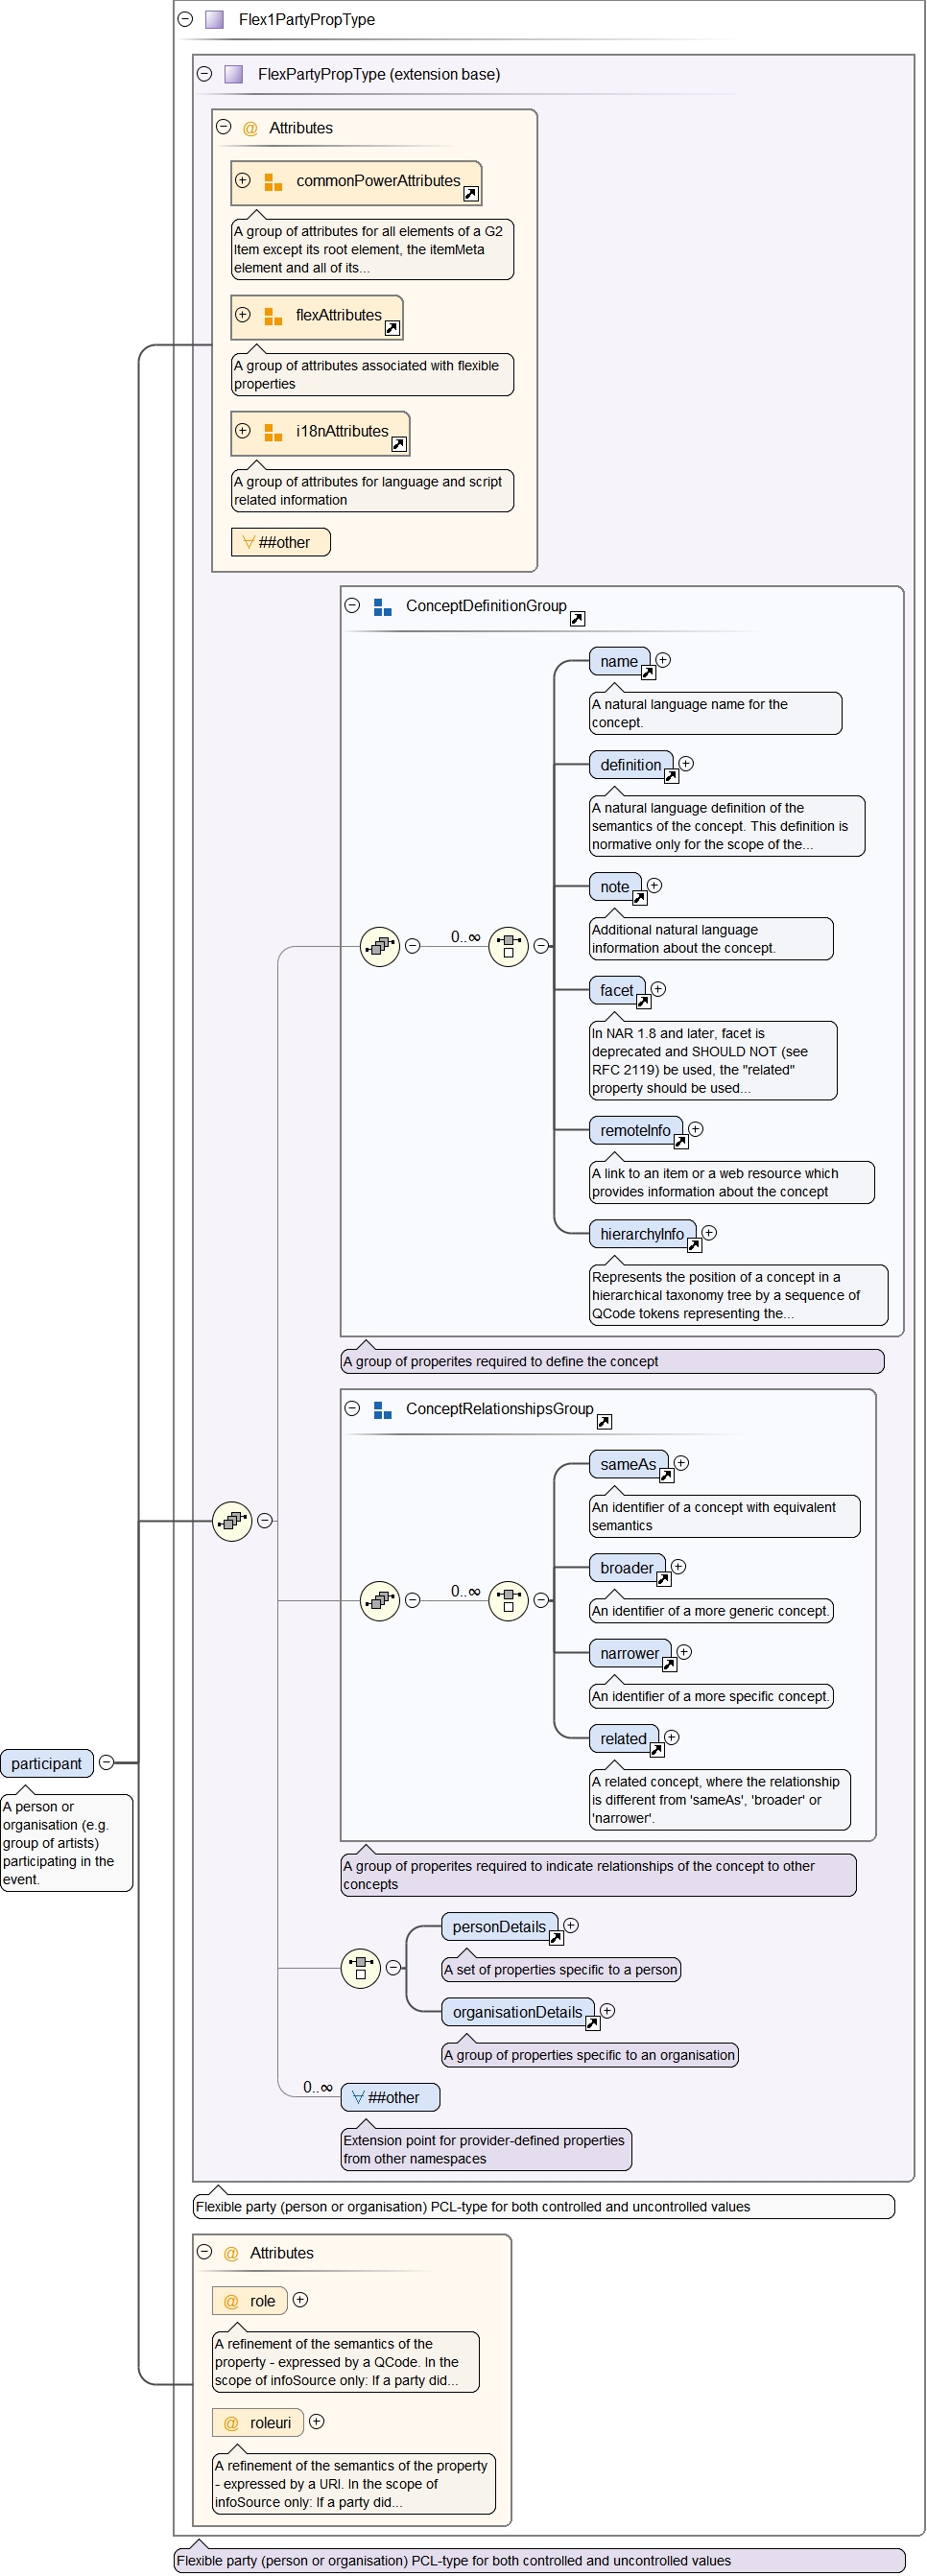 Flex1PartyPropType
FlexPartyPropType (extension base)
@ Attributes
commonPowerAttributes
A group of attributes for all elements of a G2
Item except its root element, the itemMeta
element and all of its...
flexAttributes
A group of attributes associated with flexible
properties
i18nAttributes
A group of attributes for language and script
related information
##other
ConceptDefinitionGroup
name
A natural language name for the
concept.
definition
A natural language definition of the
semantics of the concept. This definition is
normative only for the scope of the...
note
Additional natural language
information about the concept.
0..∞
facet
In NAR 1.8 and later, facet is
deprecated and SHOULD NOT (see
RFC 2119) be used, the "related"
property should be used...
remoteInfo
A link to an item or a web resource which
provides information about the concept
hierarchyInfo
Represents the position of a concept in a
hierarchical taxonomy tree by a sequence of
QCode tokens representing the...
A group of properites required to define the concept
ConceptRelationshipsGroup
sameAs
An identifier of a concept with equivalent
semantics
broader
0..∞
An identifier of a more generic concept.
narrower
An identifier of a more specific concept.
related
A related concept, where the relationship
is different from 'sameAs', 'broader' or
'narrower'.
participant
A person or
organisation (e.g.
group of artists)
participating in the
event.
A group of properites required to indicate relationships of the concept to other
concepts
personDetails
A set of properties specific to a person
organisationDetails
A group of properties specific to an organisation
0..∞
##other
Extension point for provider-defined properties
from other namespaces
Flexible party (person or organisation) PCL-type for both controlled and uncontrolled values
@ Attributes
@ role
A refinement of the semantics of the
property - expressed by a QCode. In the
scope of infoSource only: If a party did...
@ roleuri
A refinement of the semantics of the property
- expressed by a URI. In the scope of
infoSource only: If a party did...
Flexible party (person or organisation) PCL-type for both controlled and uncontrolled values